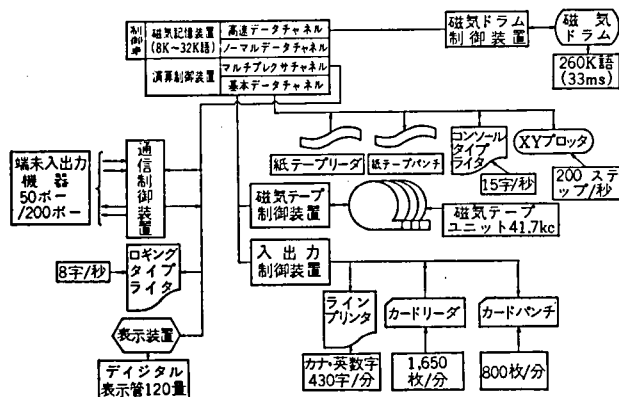 制御卓
磁気記憶装置
(8K～32K語)
演算制御装置
高速データチャネル
ノーマルデータチャネル
マルチプレクサチャネル
基本データチャネル
磁気ドラム
制御装置
磁気
ドラム
260K語
(33ms)
紙テープリーダ
紙テープパンチ
コンソール
タイプ
ライタ
15字/秒
XYプロッタ
200ステ
ップ/秒
端末入出力
機器
50ボー
/200ボー
通信制御装置
磁気テープ
制御装置
磁気テープ
ユニット41.7kc
8字/秒
ロギング
タイプ
ライタ
入出力
制御装置
表示装置
ディジタル
表示管120量
ライン
プリンタ
カードリーダ
カードパンチ
カナ・英数字
430字/分
1,650
枚/分
800枚/分